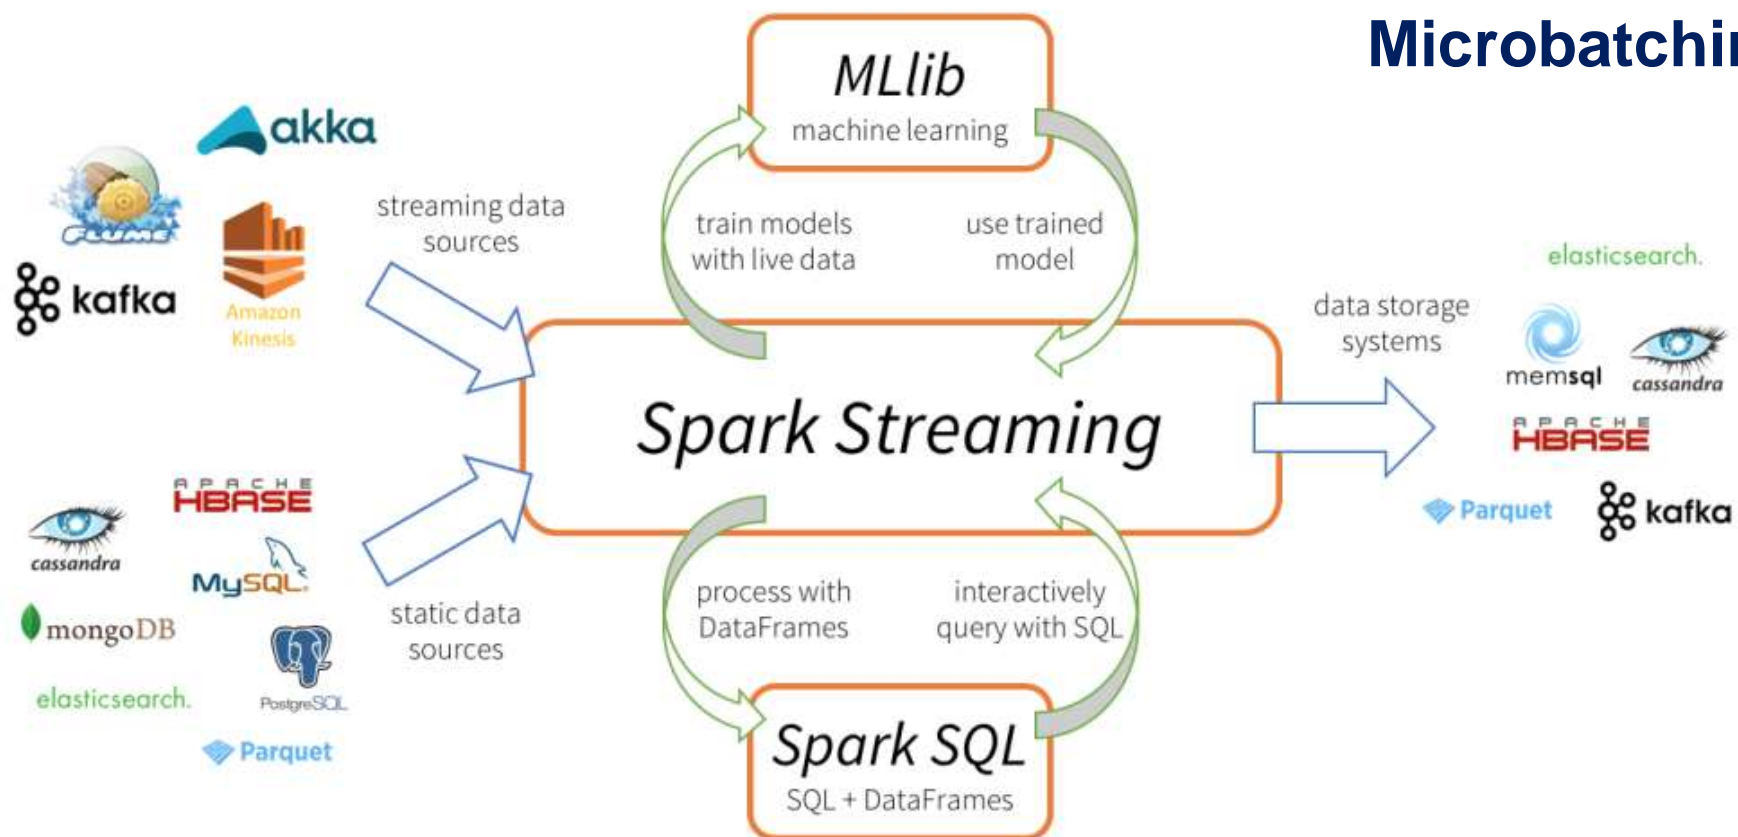 Microbatchin
MLlib
machine learning
akka
FLUME
kafka
Amazon
Kinesis
streaming data
sources
train models
with live data
use trained
model
Spark Streaming
data storage
systems
elasticsearch.
memsql
cassandra
APACHE
HBASE
Parquet
kafka
APACHE
HBASE
cassandra
MySQL.
mongoDB
PostgreSQL
elasticsearch.
Parquet
static data
sources
process with
DataFrames
interactively
query with SQL
Spark SQL
SQL + DataFrames